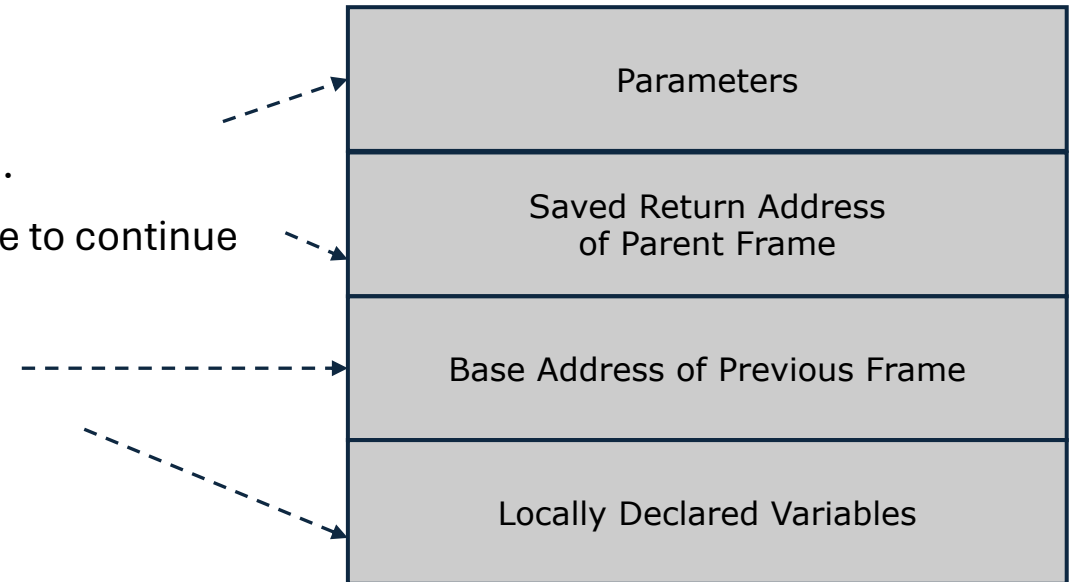 Parameters
.
e to continue
Saved Return Address
of Parent Frame
Base Address of Previous Frame
Locally Declared Variables